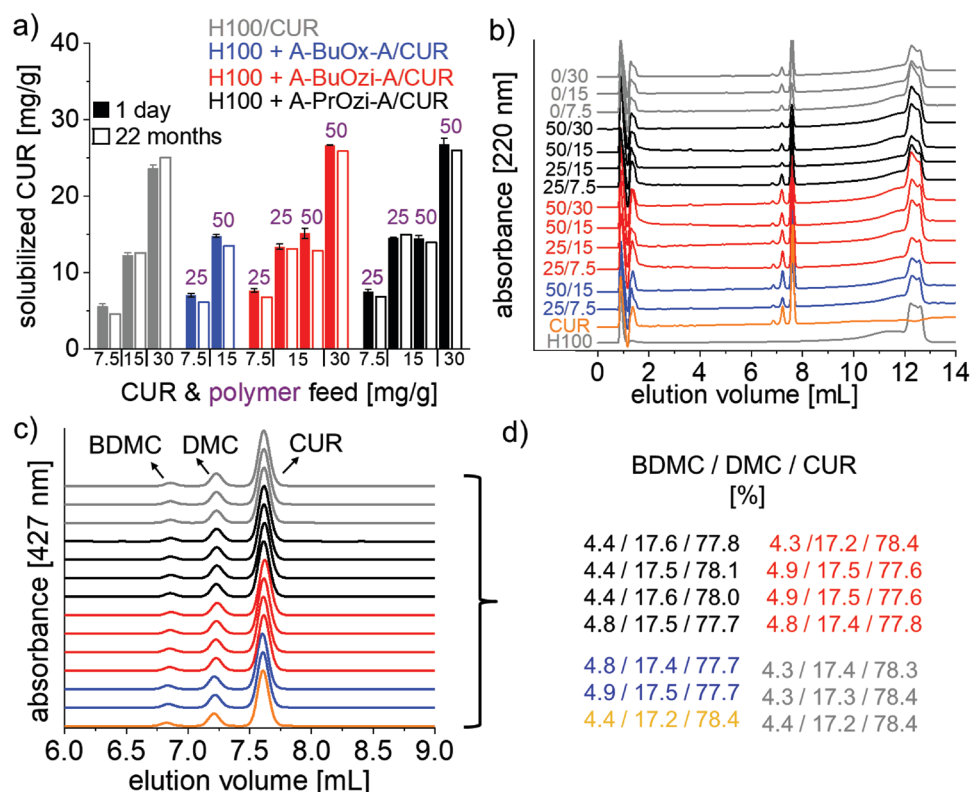 a)
H100/CUR
H100 + A-BuOx-A/CUR
H100 + A-BuOzi-A/CUR
H100 + A-PrOzi-A/CUR
1 day
22 months
solubilized CUR [mg/g]
40
30
20
10
0
25 50
25 25 50 50
25 25 50 50
7.5 15 30 7.5 15 7.5 15 30 7.5 15 30
CUR & polymer feed [mg/g]
b)
absorbance [220 nm]
0/30
0/15
0/7.5
50/30
50/15
25/15
25/7.5
50/30
50/15
25/15
25/7.5
50/15
25/7.5
CUR
H100
0 2 4 6 8 10 12 14
elution volume [mL]
c)
BDMC DMC CUR
absorbance [427 nm]
6.0 6.5 7.0 7.5 8.0 8.5 9.0
elution volume [mL]
d)
BDMC / DMC / CUR
[%]
4.4 / 17.6 / 77.8
4.4 / 17.5 / 78.1
4.4 / 17.6 / 78.0
4.8 / 17.5 / 77.7
4.3 /17.2 / 78.4
4.9 / 17.5 / 77.6
4.9 / 17.5 / 77.6
4.8 / 17.4 / 77.8
4.8 / 17.4 / 77.7
4.9 / 17.5 / 77.7
4.4 / 17.2 / 78.4
4.3 / 17.4 / 78.3
4.3 / 17.3 / 78.4
4.4 / 17.2 / 78.4